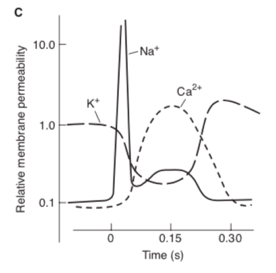 C
Relative membrane permeability
10.0
1.0
0.1
Na⁺
Ca²⁺
K⁺
0
0.15
0.30
Time (s)